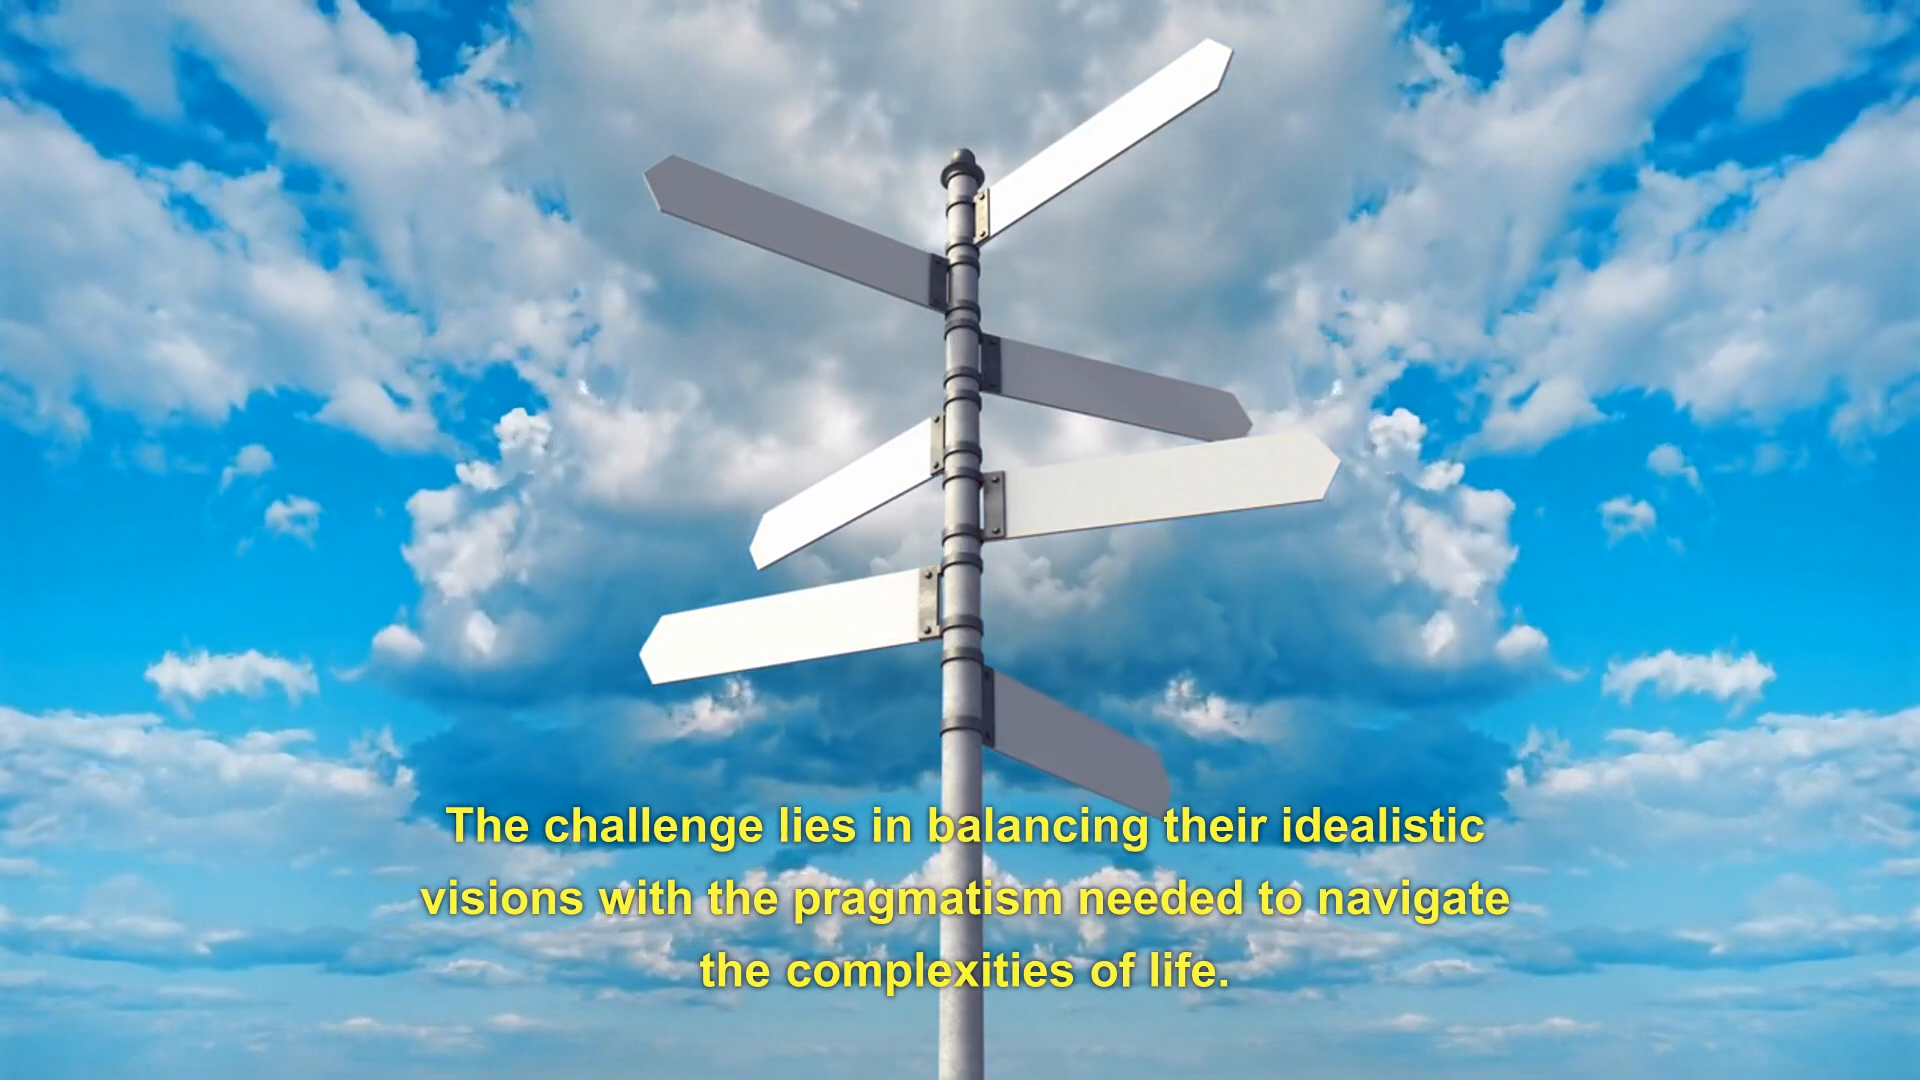 The challenge lies in balancing their idealistic
visions with the pragmatism needed to navigate
the complexities of life.